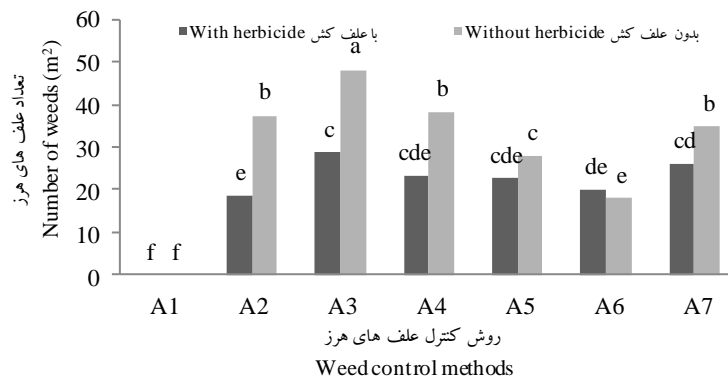 با علف کش With herbicide بدون علف کش Without herbicide
تعداد علف های هرز
Number of weeds (m²)
60
50
40
30
20
10
0
f f e b c a cde b cde c de e cd b
A1 A2 A3 A4 A5 A6 A7
روش کنترل علف های هرز
Weed control methods